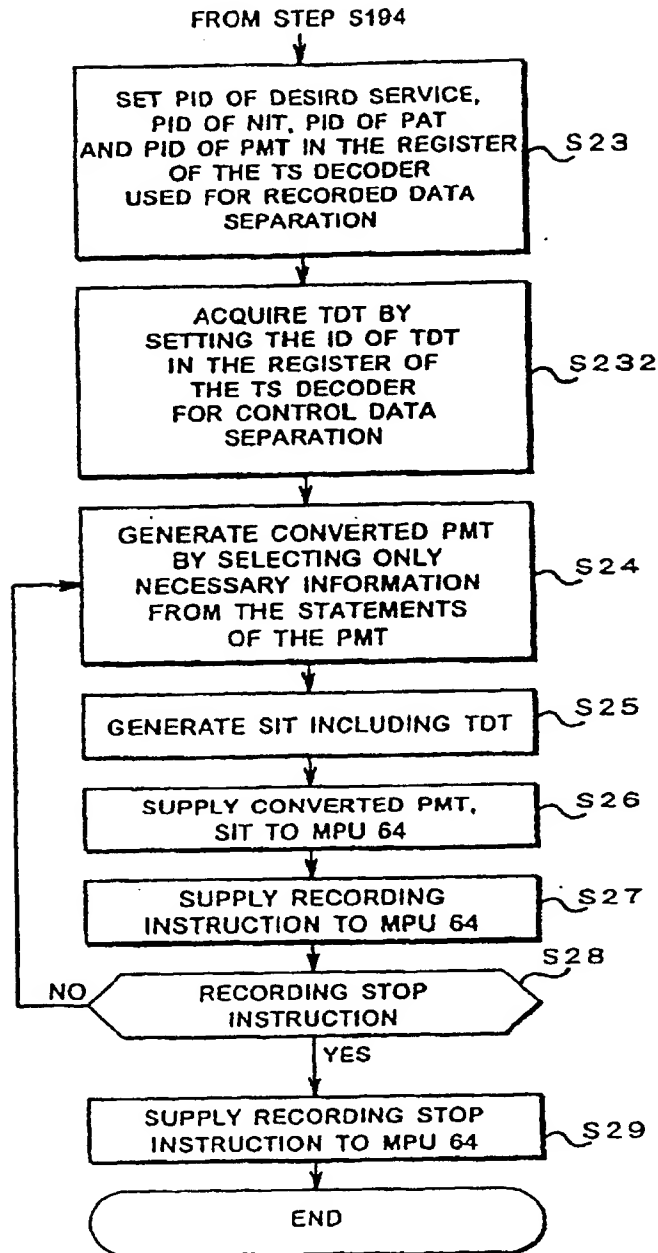 FROM STEP S194
SET PID OF DESIRD SERVICE,
PID OF NIT, PID OF PAT
AND PID OF PMT IN THE REGISTER
OF THE TS DECODER
USED FOR RECORDED DATA
SEPARATION
S23
ACQUIRE TDT BY
SETTING THE ID OF TDT
IN THE REGISTER OF
THE TS DECODER
FOR CONTROL DATA
SEPARATION
S232
GENERATE CONVERTED PMT
BY SELECTING ONLY
NECESSARY INFORMATION
FROM THE STATEMENTS
OF THE PMT
S24
GENERATE SIT INCLUDING TDT
S25
SUPPLY CONVERTED PMT,
SIT TO MPU 64
S26
SUPPLY RECORDING
INSTRUCTION TO MPU 64
S27
S28
NO
RECORDING STOP
INSTRUCTION
YES
SUPPLY RECORDING STOP
INSTRUCTION TO MPU 64
S29
END